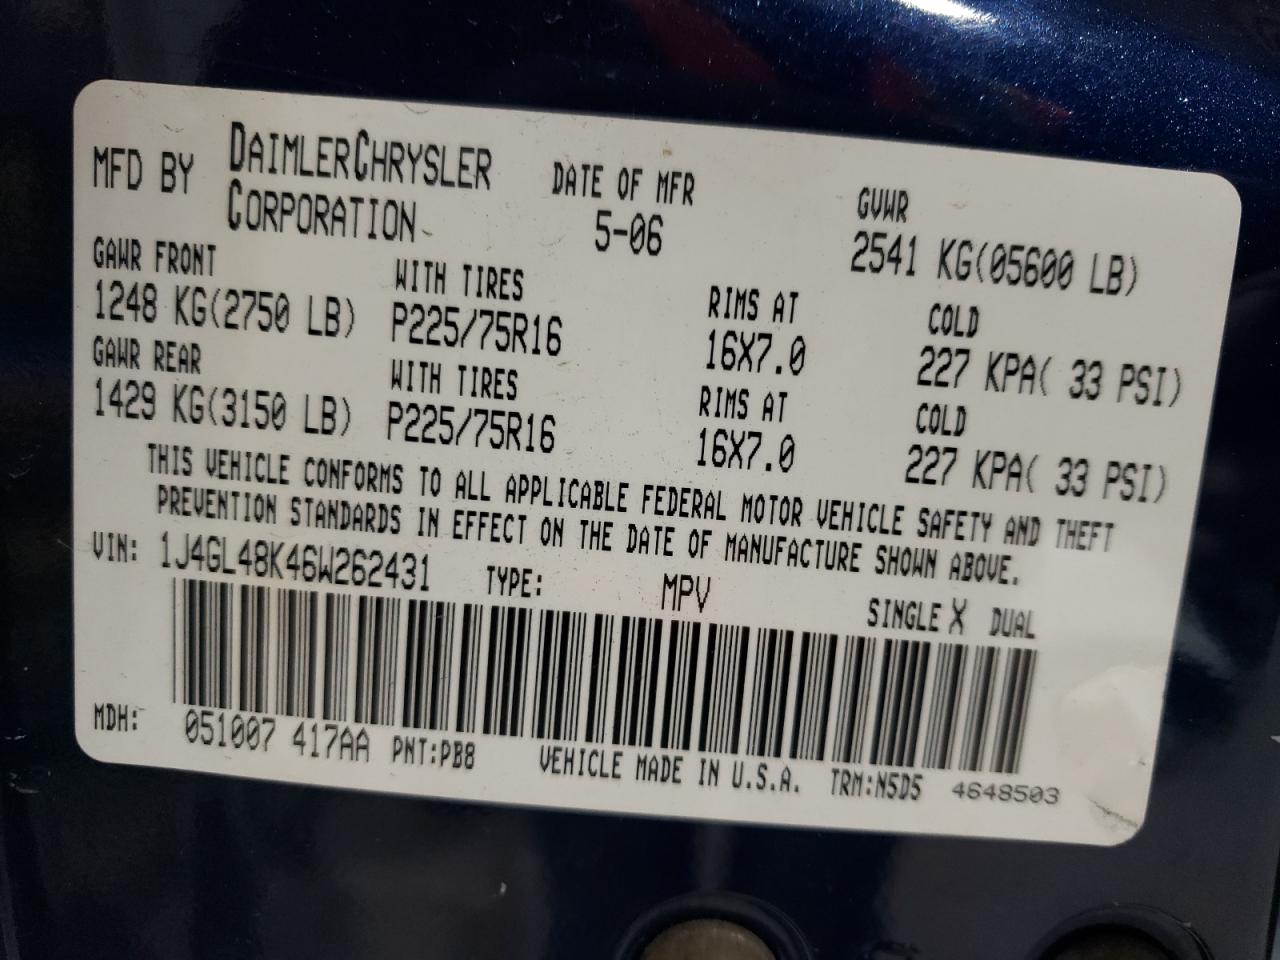 MFD BY DAIMLERCHRYSLER CORPORATION DATE OF MFR 5-06 GVWR 2541 KG(05600 LB)
GAWR FRONT WITH TIRES RIMS AT COLD
1248 KG(2750 LB) P225/75R16 16X7.0 227 KPA( 33 PSI)
GAWR REAR WITH TIRES RIMS AT COLD
1429 KG(3150 LB) P225/75R16 16X7.0 227 KPA( 33 PSI)
THIS VEHICLE CONFORMS TO ALL APPLICABLE FEDERAL MOTOR VEHICLE SAFETY AND THEFT
PREVENTION STANDARDS IN EFFECT ON THE DATE OF MANUFACTURE SHOWN ABOVE.
VIN: 1J4GL48K46W262431 TYPE: MPV SINGLE X DUAL
MDH: 051007 417AA PNT:PB8 VEHICLE MADE IN U.S.A. TRM:N5D5 4648503